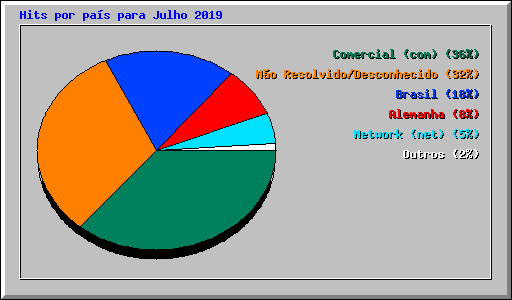 Hits por país para Julho 2019
Comercial (com) (36%)
Não Resolvido/Desconhecido (32%)
Brasil (18%)
Alemanha (8%)
Network (net) (5%)
Outros (2%)